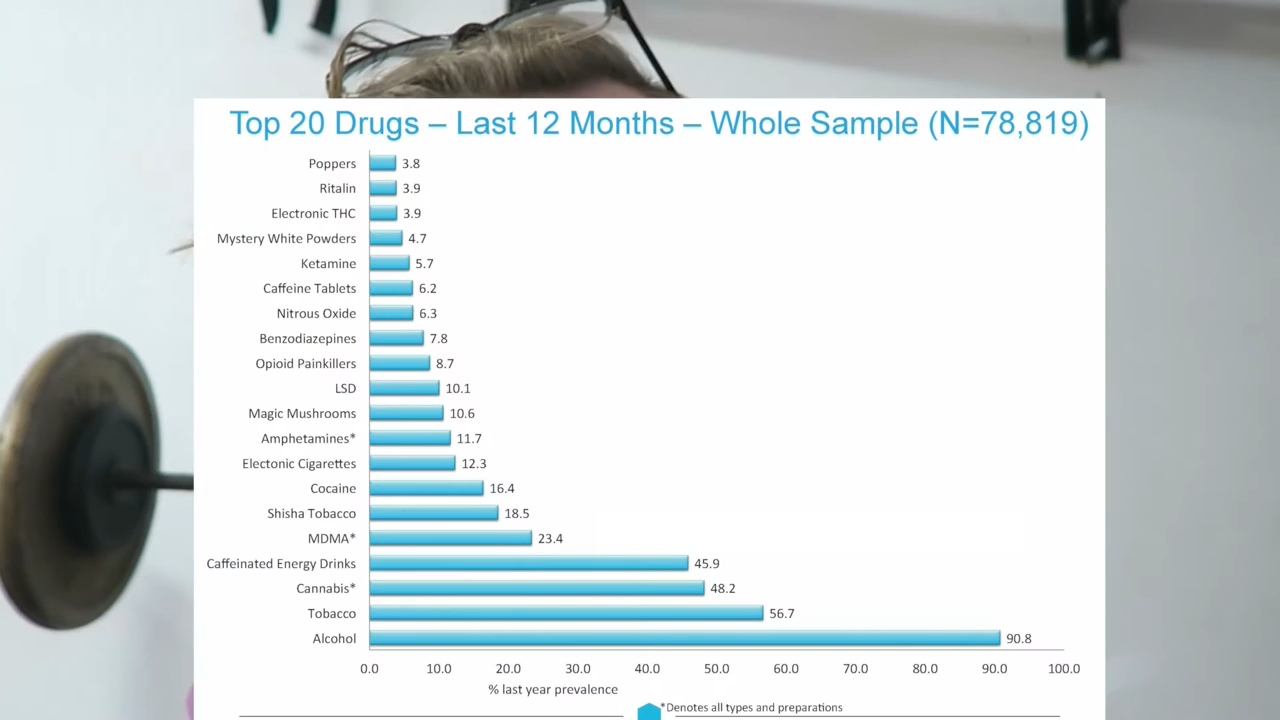 Top 20 Drugs – Last 12 Months – Whole Sample (N=78,819)
Poppers 3.8
Ritalin 3.9
Electronic THC 3.9
Mystery White Powders 4.7
Ketamine 5.7
Caffeine Tablets 6.2
Nitrous Oxide 6.3
Benzodiazepines 7.8
Opioid Painkillers 8.7
LSD 10.1
Magic Mushrooms 10.6
Amphetamines* 11.7
Electonic Cigarettes 12.3
Cocaine 16.4
Shisha Tobacco 18.5
MDMA* 23.4
Caffeinated Energy Drinks 45.9
Cannabis* 48.2
Tobacco 56.7
Alcohol 90.8
0.0 10.0 20.0 30.0 40.0 50.0 60.0 70.0 80.0 90.0 100.0
% last year prevalence
*Denotes all types and preparations